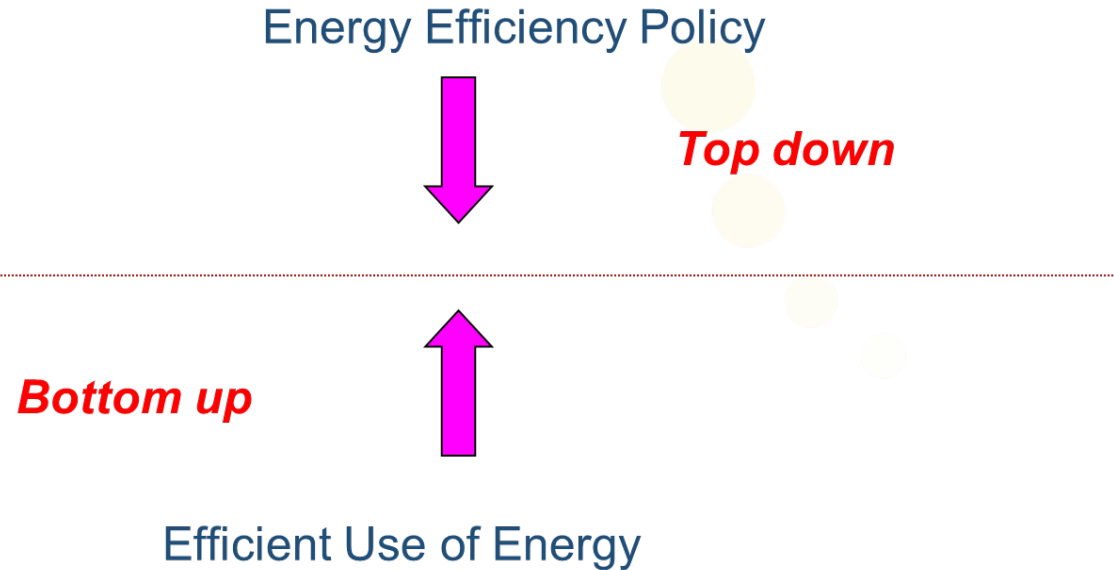 Energy Efficiency Policy
Top down
Bottom up
Efficient Use of Energy